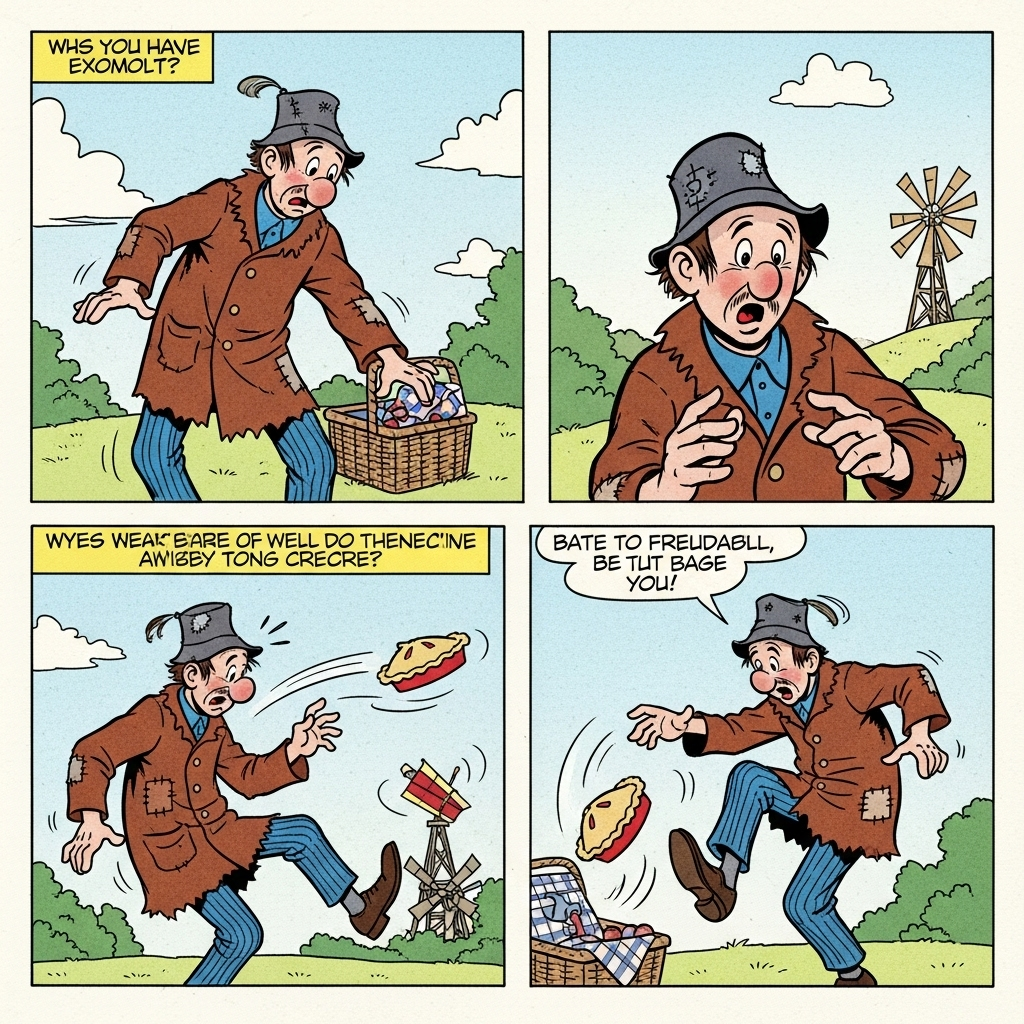 WHS YOU HAVE
EXOMOLT?
WYES WEAK BARE OF WELL DO THENEC'INE
AWIBBY TONG CRECRE?
BATE TO FREUDABLL,
BE TUT BAGE
YOU!